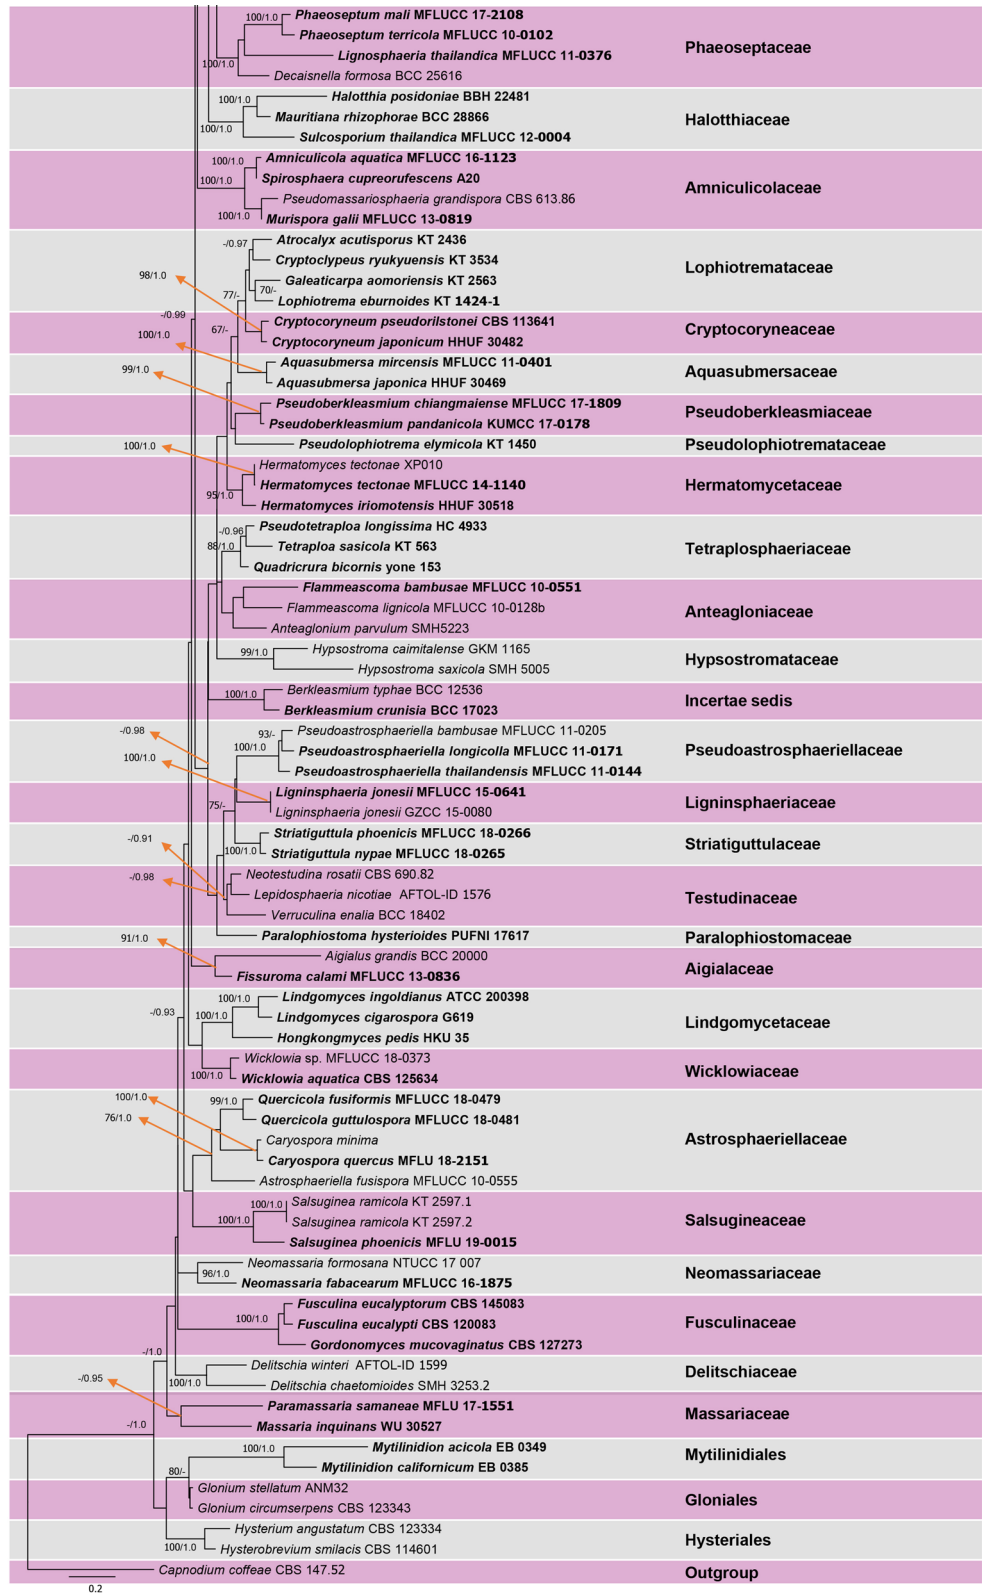 100/1.0
Phaeoseptum mali MFLUCC 17-2108
Phaeoseptum terricola MFLUCC 10-0102
Lignosphaeria thailandica MFLUCC 11-0376
100/1.0
Decaisnella formosa BCC 25616
Phaeoseptaceae
100/1.0
Halotthia posidoniae BBH 22481
Mauritiana rhizophorae BCC 28866
100/1.0
Sulcosporium thailandica MFLUCC 12-0004
Halotthiaceae
100/1.0
Amniculicola aquatica MFLUCC 16-1123
100/1.0
Spirosphaera cupreorufescens A20
Pseudomassariosphaeria grandispora CBS 613.86
100/1.0
Murispora galii MFLUCC 13-0819
Amniculicolaceae
-/0.97
Atrocalyx acutisporus KT 2436
Cryptoclypeus ryukyuensis KT 3534
98/1.0
Galeaticarpa aomoriensis KT 2563
77/-
70/-
Lophiotrema eburnoides KT 1424-1
Lophiotremataceae
-/0.99
67/-
Cryptocoryneum pseudorilstonei CBS 113641
100/1.0
Cryptocoryneum japonicum HHUF 30482
Cryptocoryneaceae
Aquasubmersa mircensis MFLUCC 11-0401
99/1.0
Aquasubmersa japonica HHUF 30469
Aquasubmersaceae
Pseudoberkleasmium chiangmaiense MFLUCC 17-1809
Pseudoberkleasmium pandanicola KUMCC 17-0178
Pseudoberkleasmiaceae
100/1.0
Pseudolophiotrema elymicola KT 1450
Pseudolophiotremataceae
Hermatomyces tectonae XP010
Hermatomyces tectonae MFLUCC 14-1140
95/1.0
Hermatomyces iriomotensis HHUF 30518
Hermatomycetaceae
-/0.96
Pseudotetraploa longissima HC 4933
88/1.0
Tetraploa sasicola KT 563
Quadricrura bicornis yone 153
Tetraplosphaeriaceae
Flammeascoma bambusae MFLUCC 10-0551
Flammeascoma lignicola MFLUCC 10-0128b
Anteaglonium parvulum SMH5223
Anteagloniaceae
99/1.0
Hypsostroma caimitalense GKM 1165
Hypsostroma saxicola SMH 5005
Hypsostromataceae
100/1.0
Berkleasmium typhae BCC 12536
Berkleasmium crunisia BCC 17023
Incertae sedis
-/0.98
93/-
Pseudoastrosphaeriella bambusae MFLUCC 11-0205
100/1.0
100/1.0
Pseudoastrosphaeriella longicolla MFLUCC 11-0171
Pseudoastrosphaeriella thailandensis MFLUCC 11-0144
Pseudoastrosphaeriellaceae
75/-
Ligninsphaeria jonesii MFLUCC 15-0641
Ligninsphaeria jonesii GZCC 15-0080
Ligninsphaeriaceae
-/0.91
Striatiguttula phoenicis MFLUCC 18-0266
100/1.0
Striatiguttula nypae MFLUCC 18-0265
Striatiguttulaceae
-/0.98
Neotestudina rosatii CBS 690.82
Lepidosphaeria nicotiae AFTOL-ID 1576
Verruculina enalia BCC 18402
Testudinaceae
91/1.0
Paralophiostoma hysterioides PUFNI 17617
Paralophiostomaceae
Aigialus grandis BCC 20000
Fissuroma calami MFLUCC 13-0836
Aigialaceae
-/0.93
100/1.0
Lindgomyces ingoldianus ATCC 200398
100/1.0
Lindgomyces cigarospora G619
Hongkongmyces pedis HKU 35
Lindgomycetaceae
Wicklowia sp. MFLUCC 18-0373
100/1.0
Wicklowia aquatica CBS 125634
Wicklowiaceae
100/1.0
99/1.0
Quercicola fusiformis MFLUCC 18-0479
76/1.0
Quercicola guttulospora MFLUCC 18-0481
Caryospora minima
Caryospora quercus MFLU 18-2151
Astrosphaeriella fusispora MFLUCC 10-0555
Astrosphaeriellaceae
100/1.0
Salsuginea ramicola KT 2597.1
100/1.0
Salsuginea ramicola KT 2597.2
Salsuginea phoenicis MFLU 19-0015
Salsugineaceae
Neomassaria formosana NTUCC 17 007
96/1.0
Neomassaria fabacearum MFLUCC 16-1875
Neomassariaceae
Fusculina eucalyptorum CBS 145083
100/1.0
Fusculina eucalypti CBS 120083
Gordonomyces mucovaginatus CBS 127273
Fusculinaceae
-/1.0
Delitschia winteri AFTOL-ID 1599
100/1.0
Delitschia chaetomioides SMH 3253.2
Delitschiaceae
-/0.95
Paramassaria samaneae MFLU 17-1551
-/1.0
Massaria inquinans WU 30527
Massariaceae
100/1.0
Mytilinidion acicola EB 0349
80/-
Mytilinidion californicum EB 0385
Mytilinidiales
Glonium stellatum ANM32
Glonium circumserpens CBS 123343
Gloniales
Hysterium angustatum CBS 123334
100/1.0
Hysterobrevium smilacis CBS 114601
Hysteriales
Capnodium coffeae CBS 147.52
Outgroup
0.2